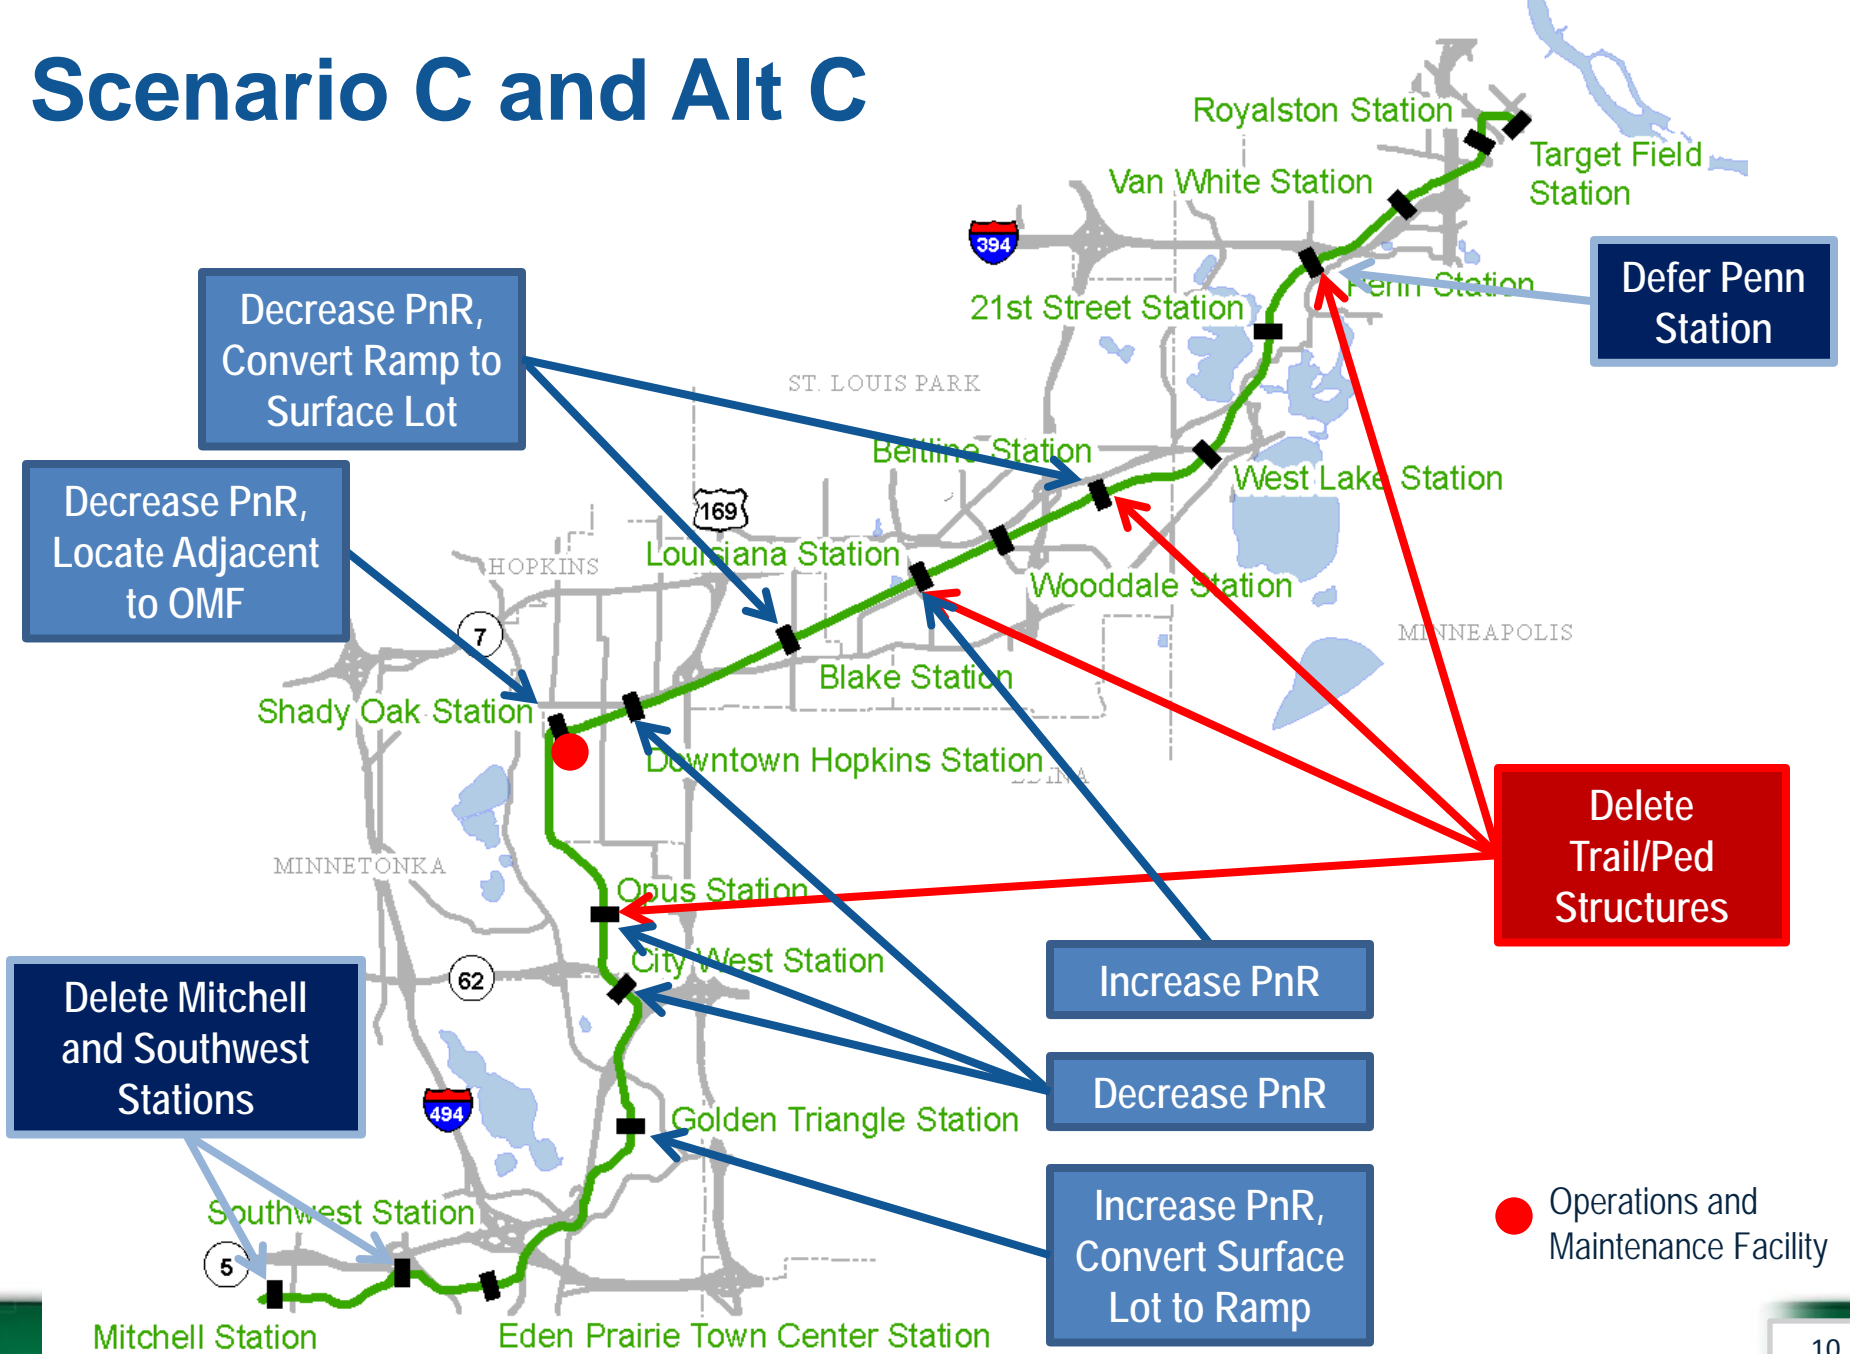 Scenario C and Alt C
Royalston Station
Target Field
Station
Van White Station
394
Defer Penn
Station
Penn Station
21st Street Station
Decrease PnR,
Convert Ramp to
Surface Lot
ST. LOUIS PARK
Beltline Station
West Lake Station
Decrease PnR,
Locate Adjacent
to OMF
169
HOPKINS
Louisiana Station
Wooddale Station
7
MINNEAPOLIS
Blake Station
Shady Oak Station
Downtown Hopkins Station
EDINA
Delete
Trail/Ped
Structures
MINNETONKA
Opus Station
City West Station
62
Increase PnR
Delete Mitchell
and Southwest
Stations
Decrease PnR
494
Golden Triangle Station
Increase PnR,
Convert Surface
Lot to Ramp
Operations and
Maintenance Facility
Southwest Station
5
Mitchell Station
Eden Prairie Town Center Station
10